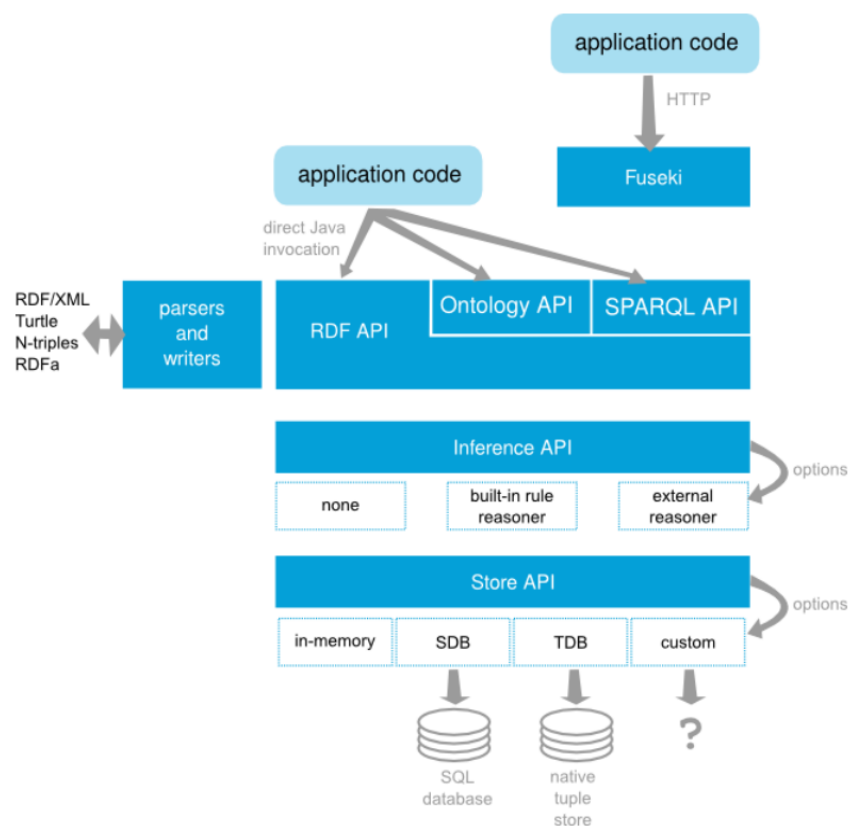 application code
HTTP
Fuseki
application code
direct Java
invocation
RDF/XML
Turtle
N-triples
RDFa
parsers
and
writers
RDF API
Ontology API
SPARQL API
Inference API
options
none
built-in rule
reasoner
external
reasoner
Store API
options
in-memory
SDB
TDB
custom
?
SQL
database
native
tuple
store